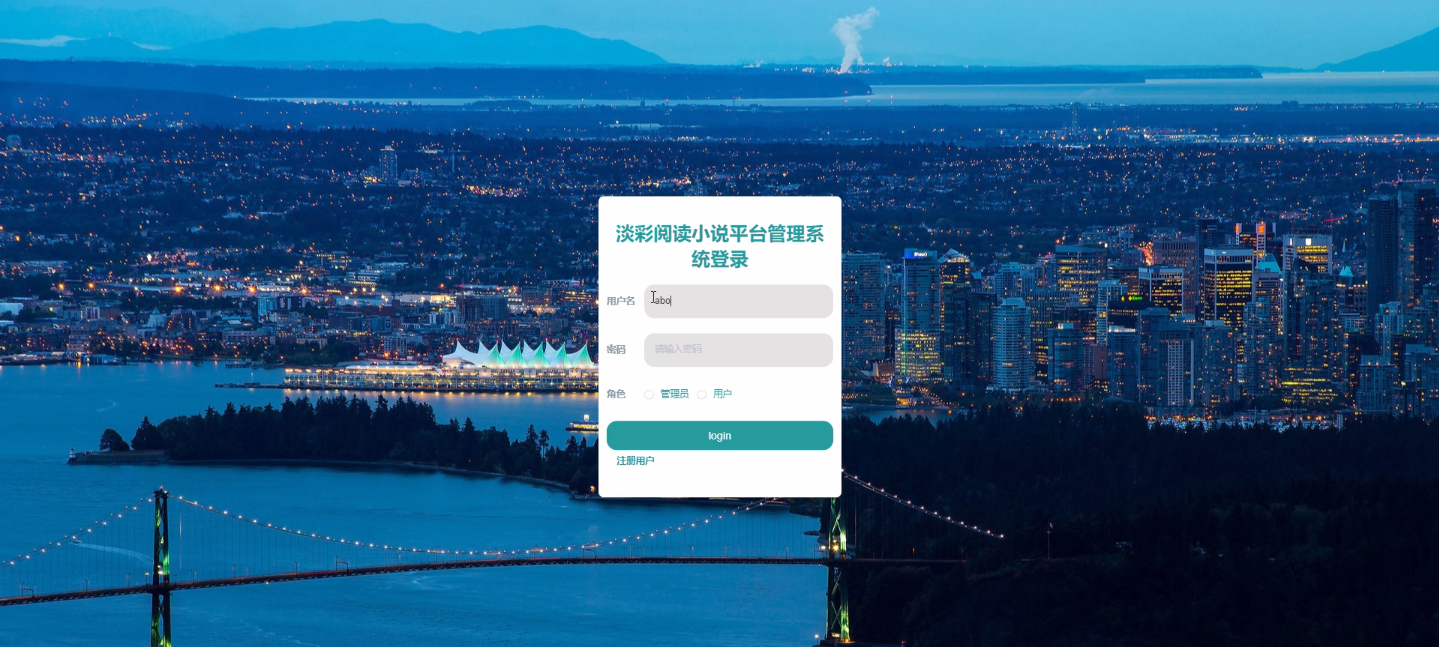 淡彩阅读小说平台管理系
统登录
用户名 abo
密码 请输入密码
角色 管理员 用户
login
注册用户